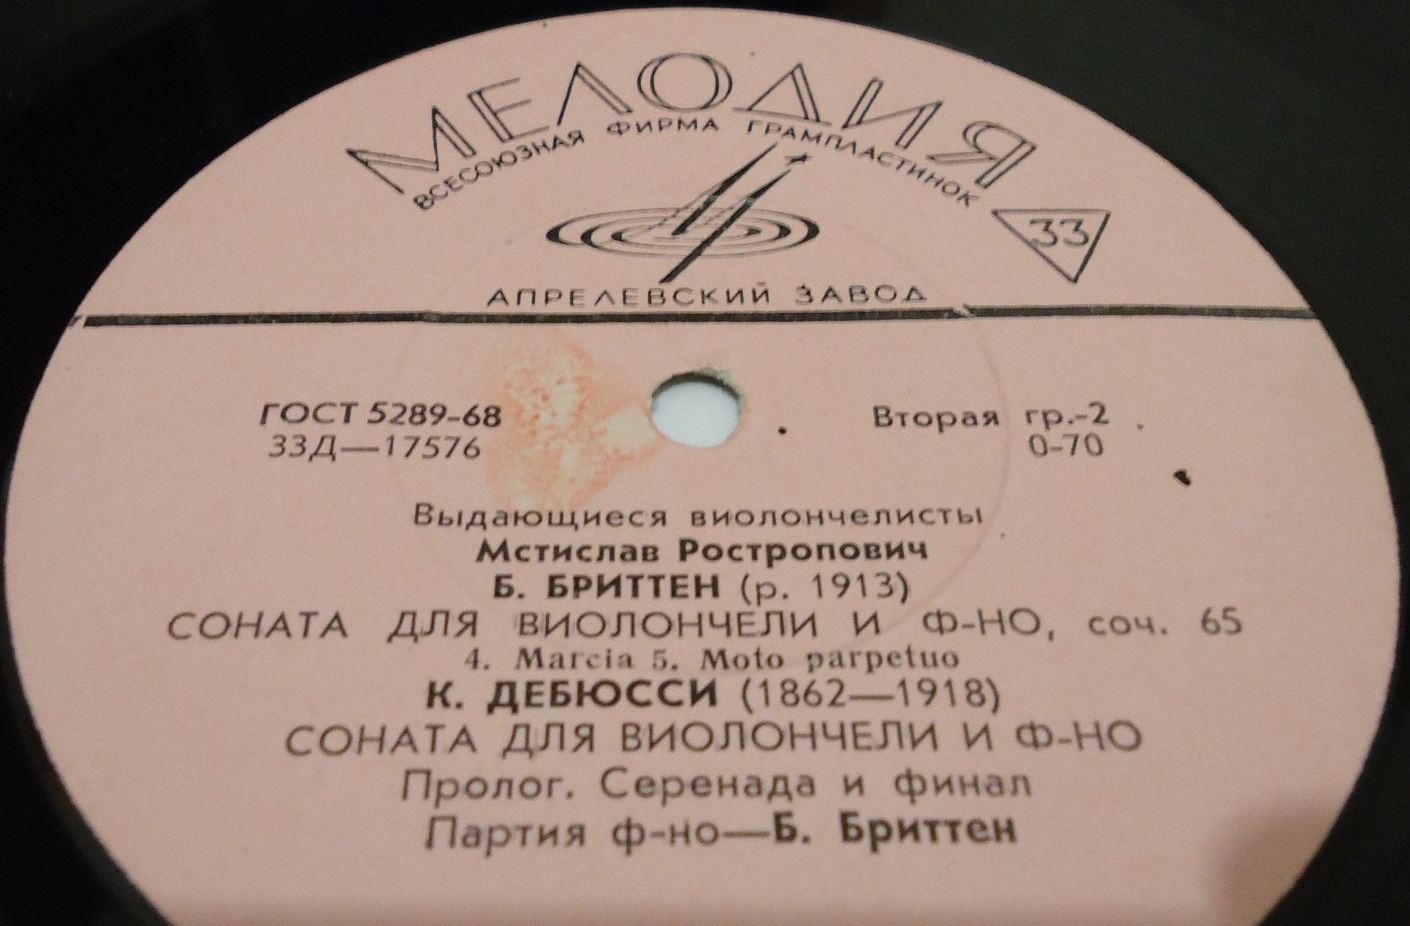 МЕЛОДИЯ
ВСЕСОЮЗНАЯ ФИРМА ГРАМПЛАСТИНОК
33
АПРЕЛЕВСКИЙ ЗАВОД
ГОСТ 5289-68 Вторая гр.-2
33Д—17576 0-70
Выдающиеся виолончелисты
Мстислав Ростропович
Б. БРИТТЕН (р. 1913)
СОНАТА ДЛЯ ВИОЛОНЧЕЛИ И Ф-НО, соч. 65
4. Marcia 5. Moto parpetuo
К. ДЕБЮССИ (1862—1918)
СОНАТА ДЛЯ ВИОЛОНЧЕЛИ И Ф-НО
Пролог. Серенада и финал
Партия ф-но—Б. Бриттен